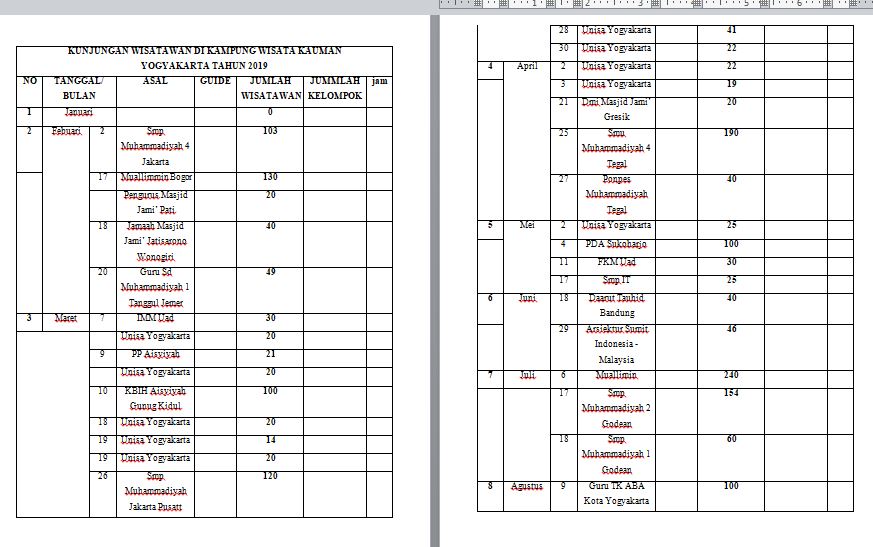 KUNJUNGAN WISATAWAN DI KAMPUNG WISATA KAUMAN
YOGYAKARTA TAHUN 2019
NO TANGGAL/ ASAL GUIDE JUMLAH JUMMLAH jam
BULAN WISATAWAN KELOMPOK
1 Januari 0
2 Febuari 2 Smp 103
Muhammadiyah 4
Jakarta
17 Muallimmin Bogor 130
Pengurus Masjid 20
Jami’ Pati
18 Jamaah Masjid 40
Jami’ Jatisarono
Wonogiri
20 Guru Sd 49
Muhammadiyah 1
Tanggul Jemer
3 Maret 7 IMM Uad 30
Unisa Yogyakarta 20
9 PP Aisyiyah 21
Unisa Yogyakarta 20
10 KBIH Aisyiyah 100
Gunug Kidul
18 Unisa Yogyakarta 20
19 Unisa Yogyakarta 14
19 Unisa Yogyakarta 20
26 Smp 120
Muhammadiyah
Jakarta Pusatt
1 2 3 5 6
28 Unisa Yogyakarta 41
30 Unisa Yogyakarta 22
4 April 2 Unisa Yogyakarta 22
3 Unisa Yogyakarta 19
21 Dmi Masjid Jami’ 20
Gresik
25 Smu 190
Muhammadiyah 4
Tegal
27 Ponpes 40
Muhammadiyah
Tegal
5 Mei 2 Unisa Yogyakarta 25
4 PDA Sukoharjo 100
11 FKM Uad 30
17 Smp IT 25
6 Juni 18 Daarut Tauhid 40
Bandung
29 Arsiektur Sumit 46
Indonesia -
Malaysia
7 Juli 6 Muallimin 240
17 Smp 154
Muhammadiyah 2
Godean
18 Smp 60
Muhammadiyah 1
Godean
8 Agustus 9 Guru TK ABA 100
Kota Yogyakarta